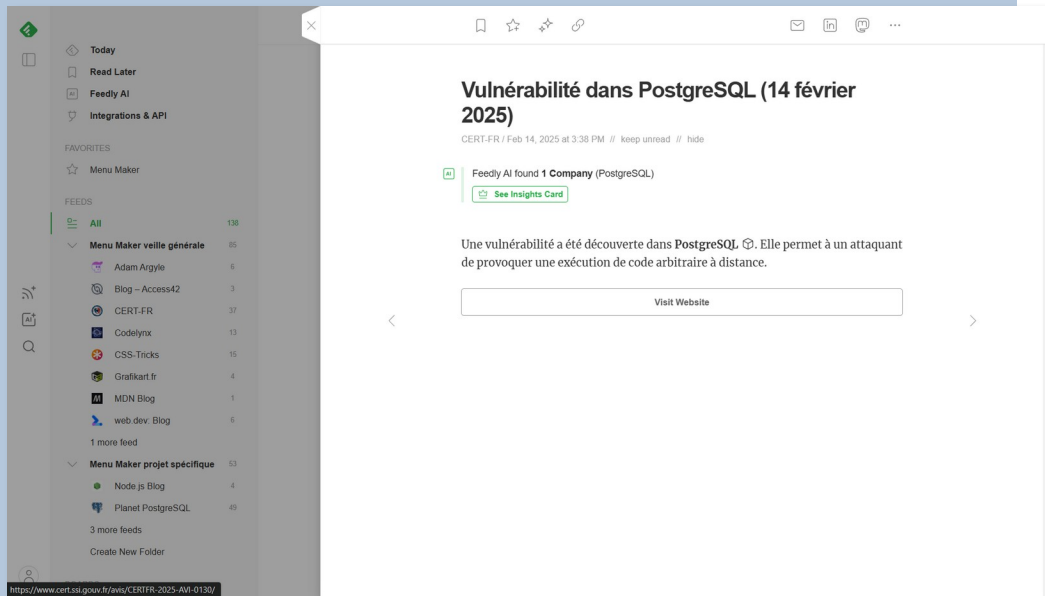 Today
Read Later
AI
Feedly AI
Integrations & API
FAVORITES
Menu Maker
FEEDS
All 138
Menu Maker veille générale 85
Adam Argyle 6
Blog – Access42 3
CERT-FR 37
Codelynx 13
CSS-Tricks 15
Grafikart.fr 4
MDN Blog 1
web.dev: Blog 6
1 more feed
Menu Maker projet spécifique 53
Node.js Blog 4
Planet PostgreSQL 49
3 more feeds
Create New Folder
https://www.cert.ssi.gouv.fr/avis/CERTFR-2025-AVI-0130/
Vulnérabilité dans PostgreSQL (14 février
2025)
CERT-FR / Feb 14, 2025 at 3:38 PM // keep unread // hide
AI
Feedly AI found 1 Company (PostgreSQL)
See Insights Card
Une vulnérabilité a été découverte dans PostgreSQL. Elle permet à un attaquant
de provoquer une exécution de code arbitraire à distance.
Visit Website